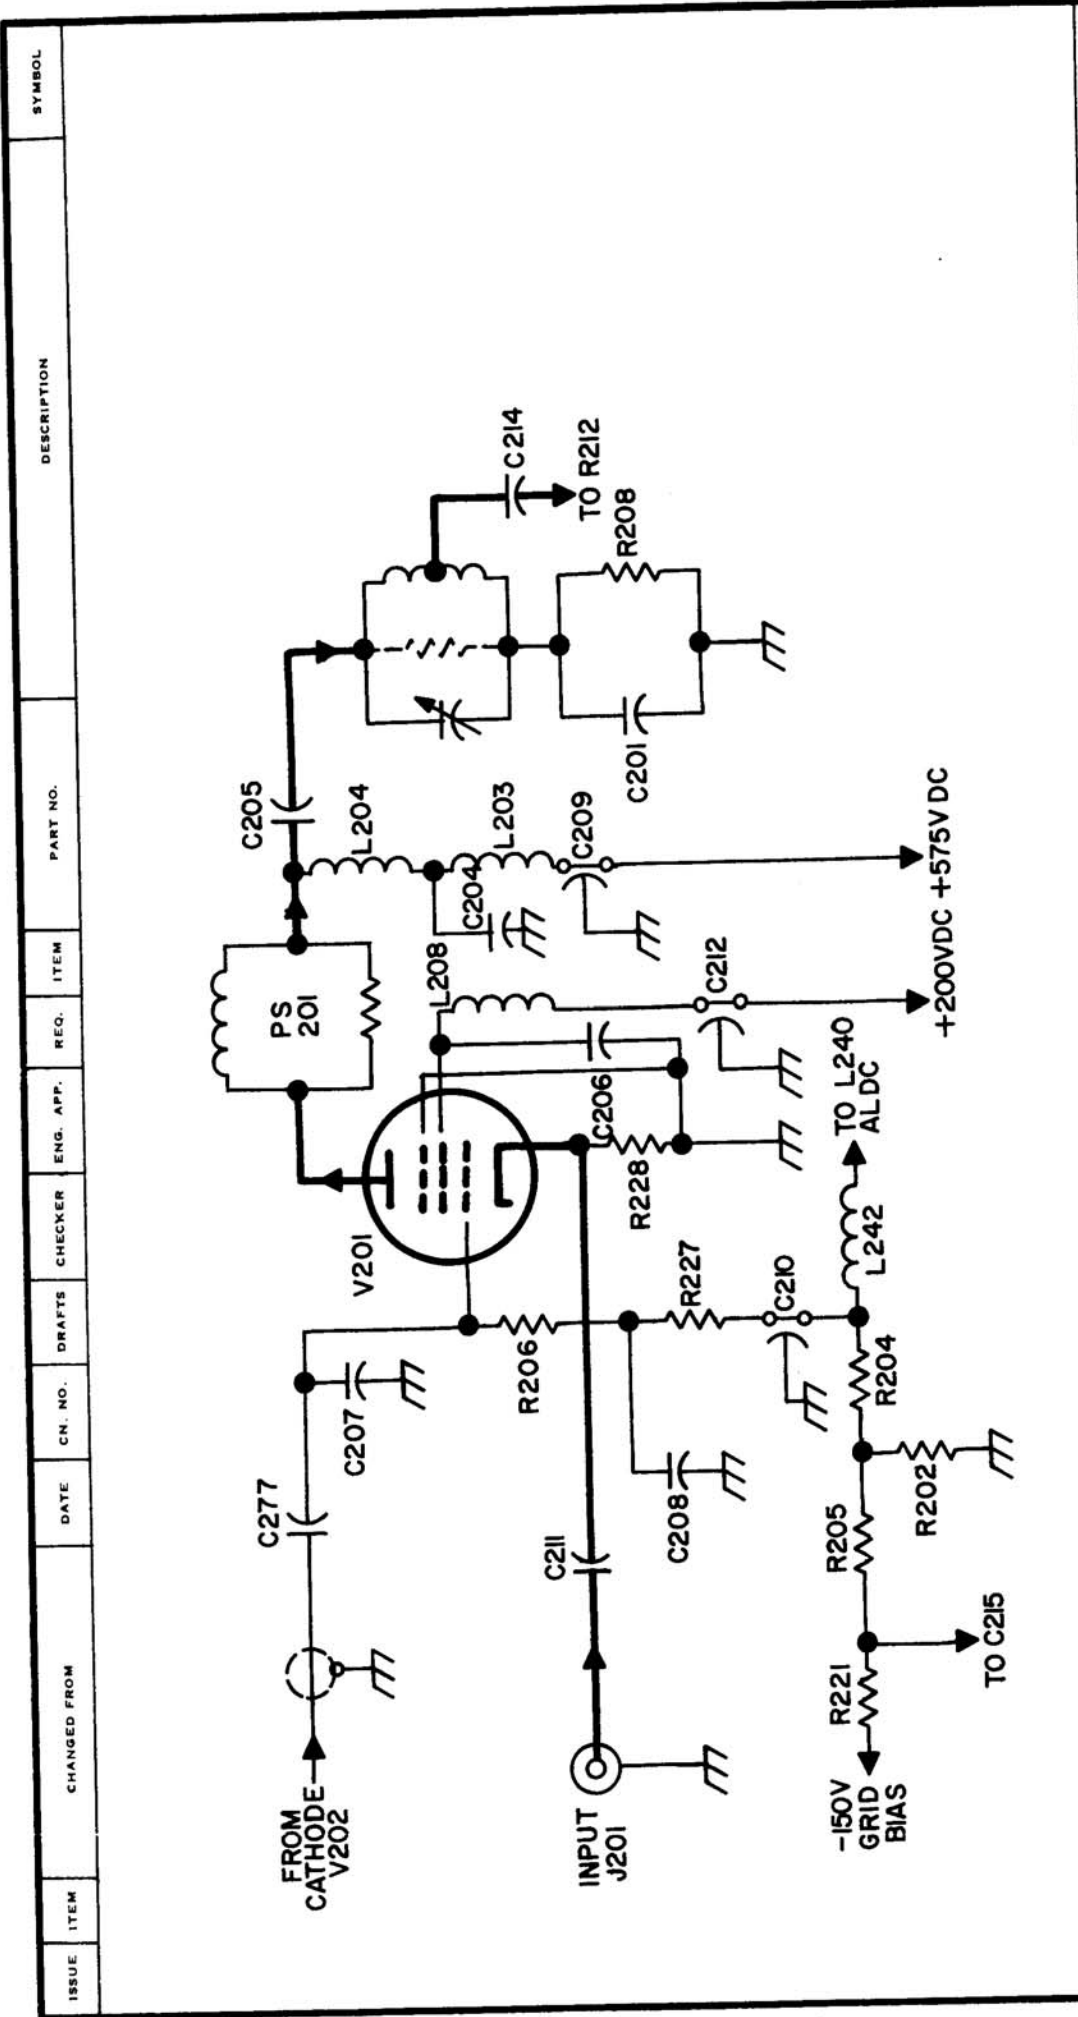 ISSUE
ITEM
CHANGED FROM
DATE
CN. NO.
DRAFTS
CHECKER
ENG. APP.
REQ.
ITEM
PART NO.
DESCRIPTION
SYMBOL
FROM
CATHODE
V202
C277
C207
V201
PS
201
C205
L204
C204
L203
C209
L208
C206
C212
C214
TO R212
R208
C201
+575V DC
+200VDC
INPUT
J201
C211
R206
C208
R227
C210
R228
TO L240
ALDC
L242
R204
R202
R205
R221
TO C215
-150V
GRID
BIAS